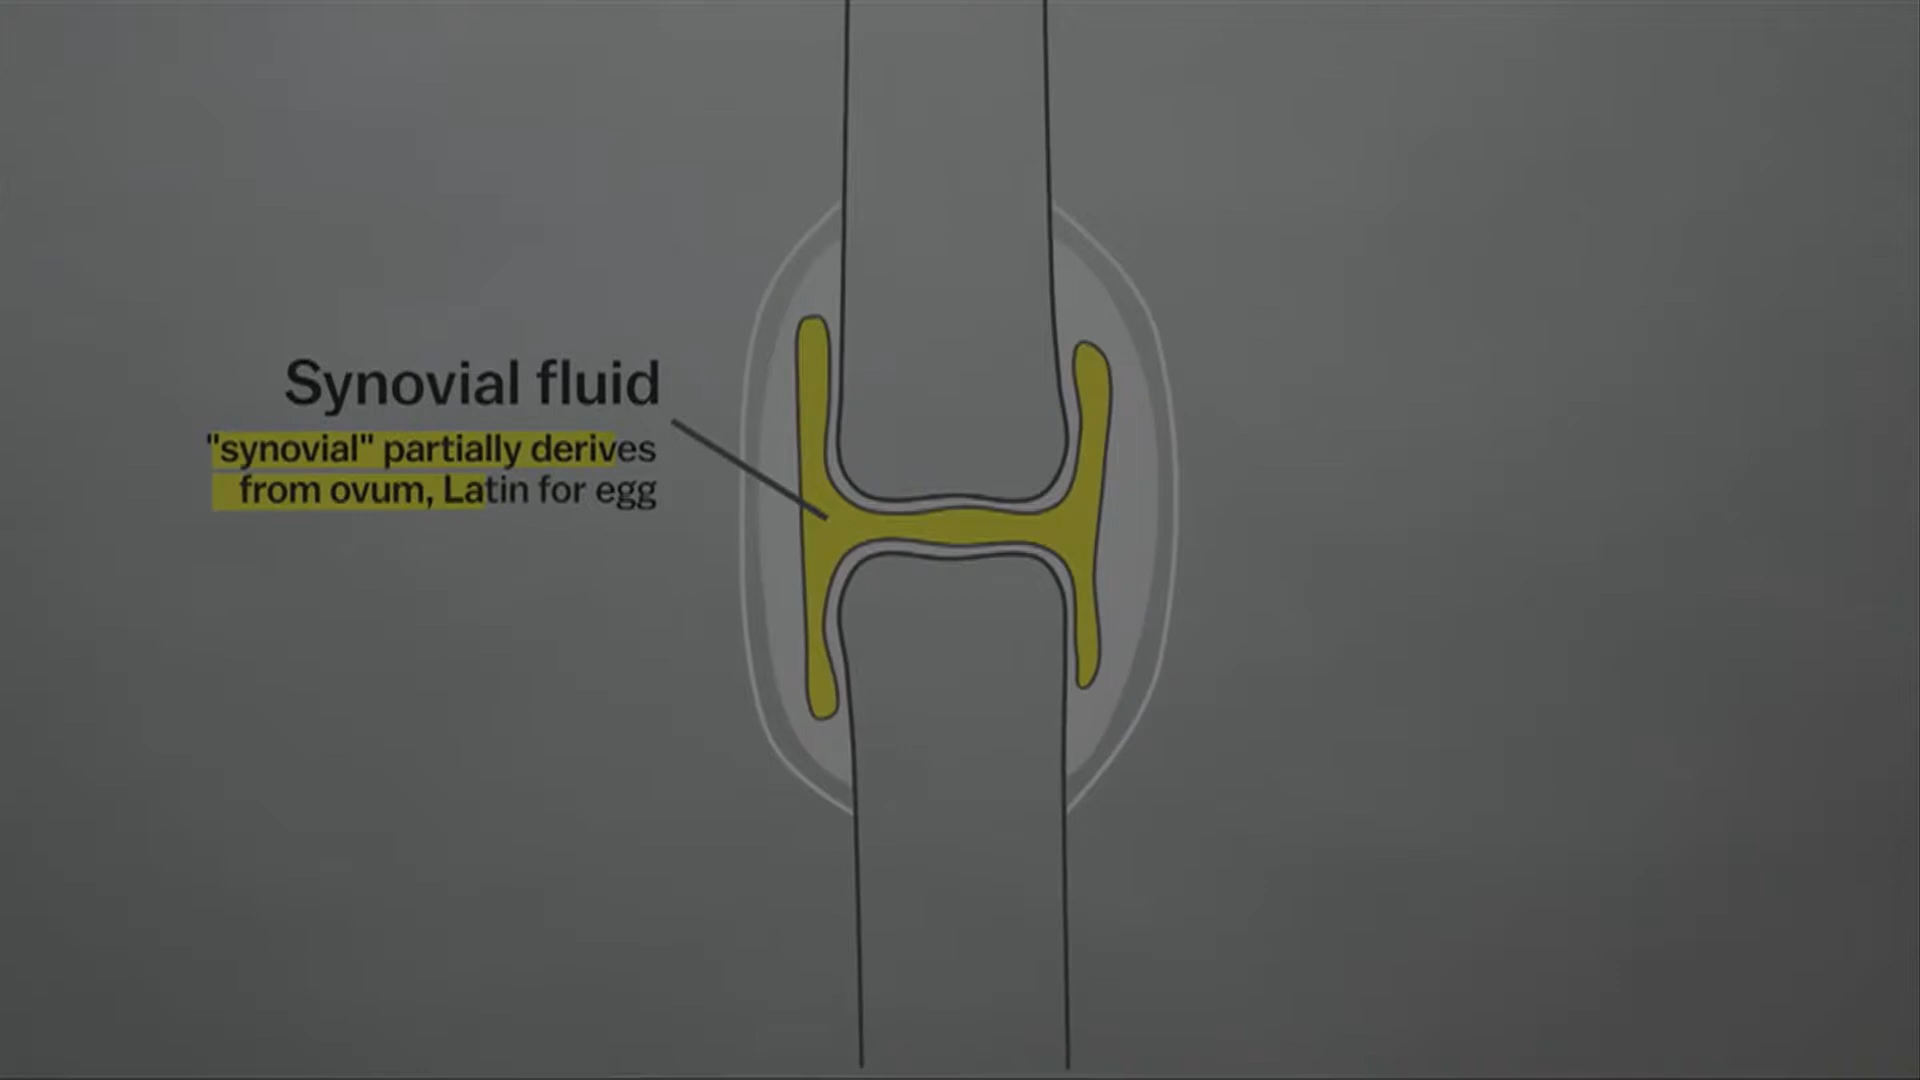 Synovial fluid
"synovial" partially derives
from ovum, Latin for egg